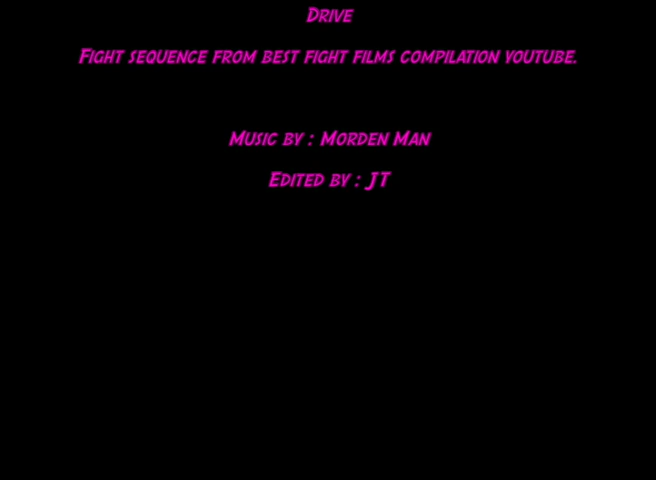 Drive
Fight sequence from best fight films compilation youtube.
Music by : Morden Man
Edited by : JT